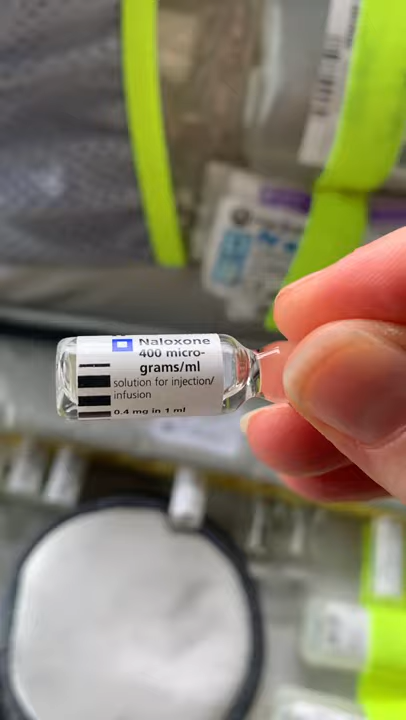 Naloxone
400 micro-
grams/ml
solution for injection/
infusion
0.4 mg in 1 ml